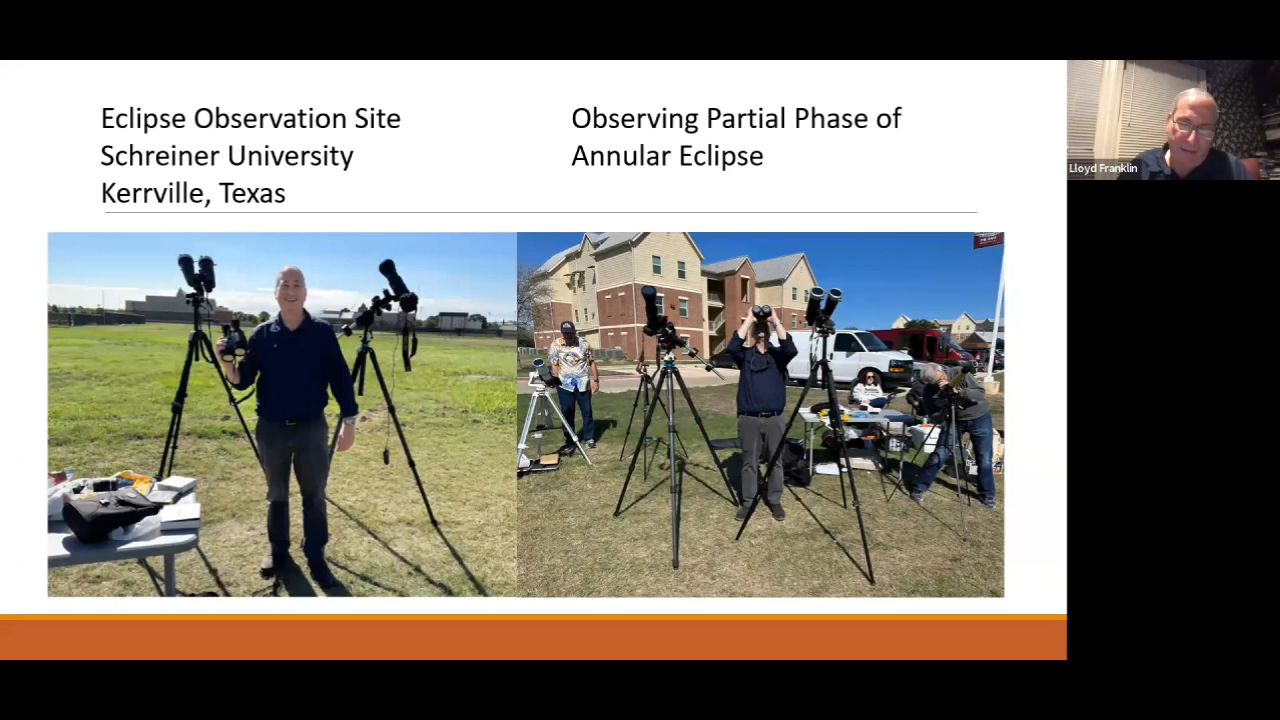 Eclipse Observation Site
Schreiner University
Kerrville, Texas
Observing Partial Phase of
Annular Eclipse
Lloyd Franklin